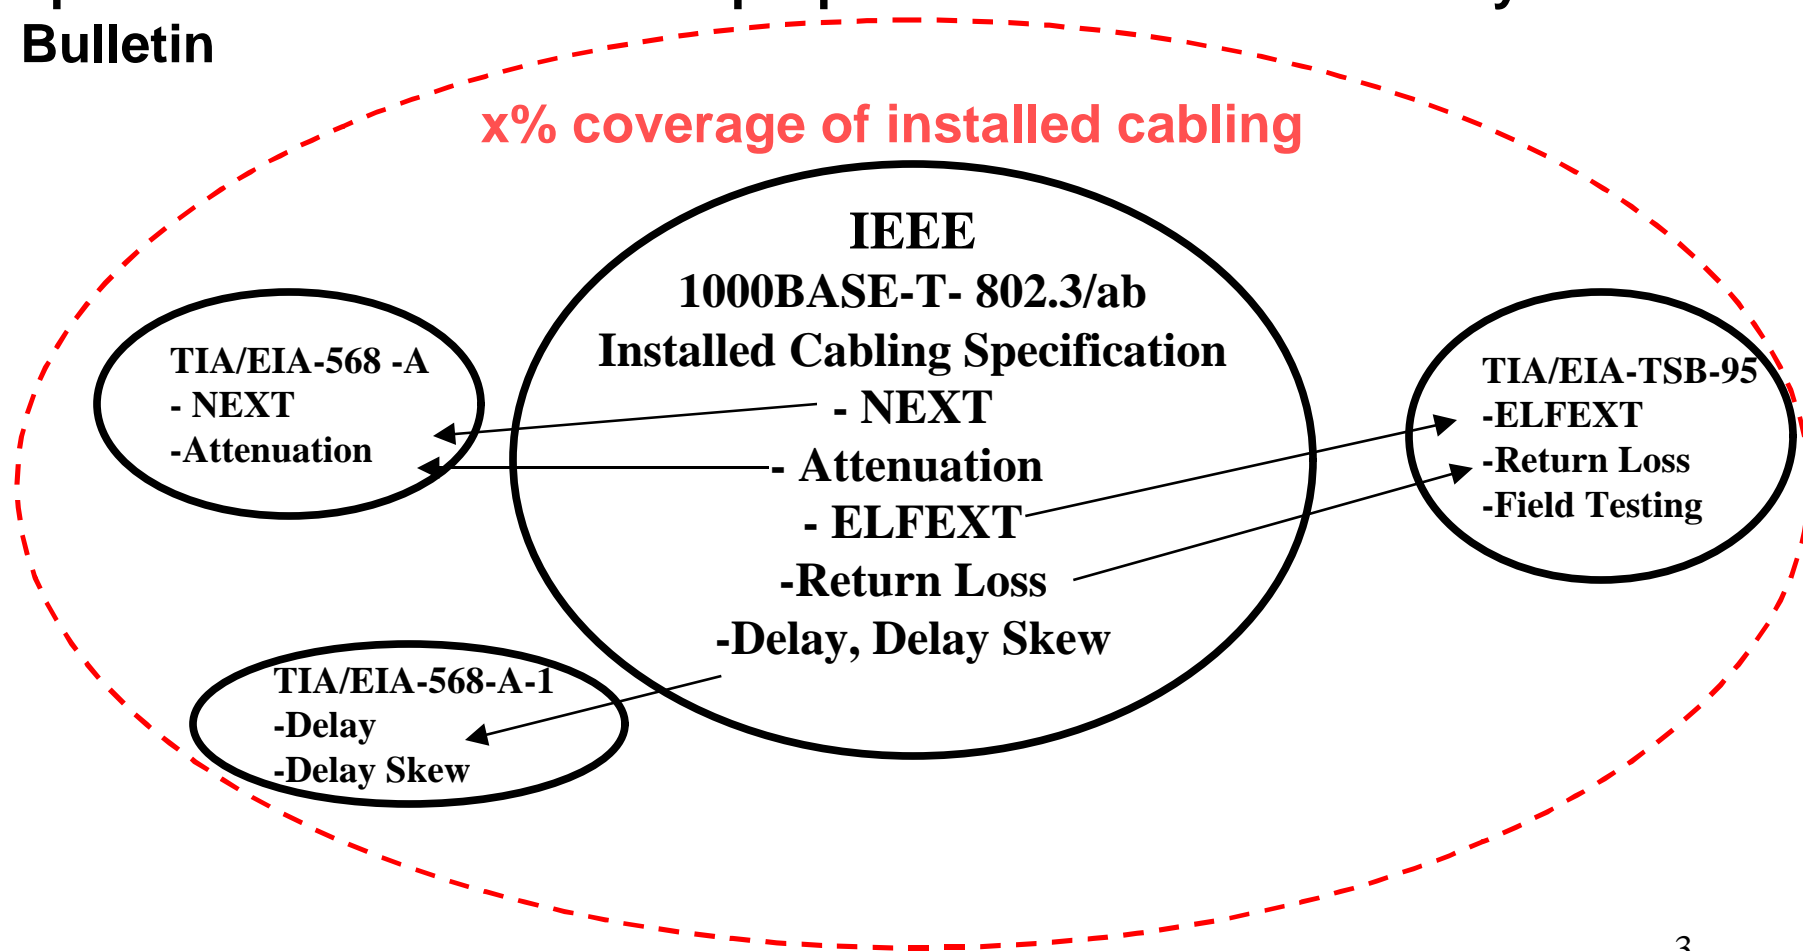 Bulletin
x% coverage of installed cabling
IEEE
1000BASE-T- 802.3/ab
Installed Cabling Specification
- NEXT
- Attenuation
- ELFEXT
-Return Loss
-Delay, Delay Skew
TIA/EIA-568 -A
- NEXT
-Attenuation
TIA/EIA-568-A-1
-Delay
-Delay Skew
TIA/EIA-TSB-95
-ELFEXT
-Return Loss
-Field Testing
3